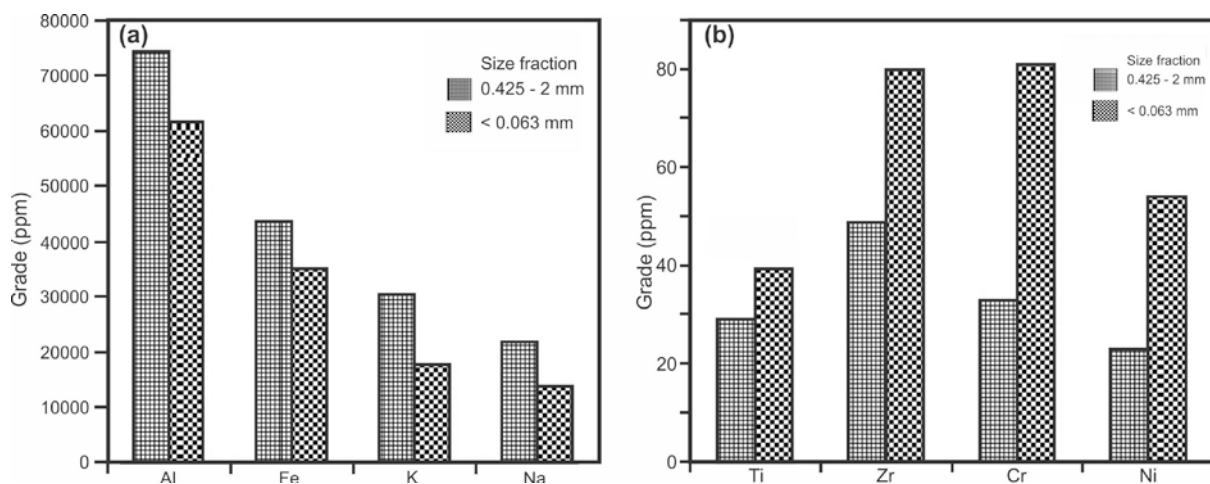 (a)
80000
70000
60000
50000
40000
30000
20000
10000
0
Grade (ppm)
Size fraction
0.425 - 2 mm
< 0.063 mm
Al
Fe
K
Na
(b)
80
60
40
20
0
Grade (ppm)
Size fraction
0.425 - 2 mm
< 0.063 mm
Ti
Zr
Cr
Ni